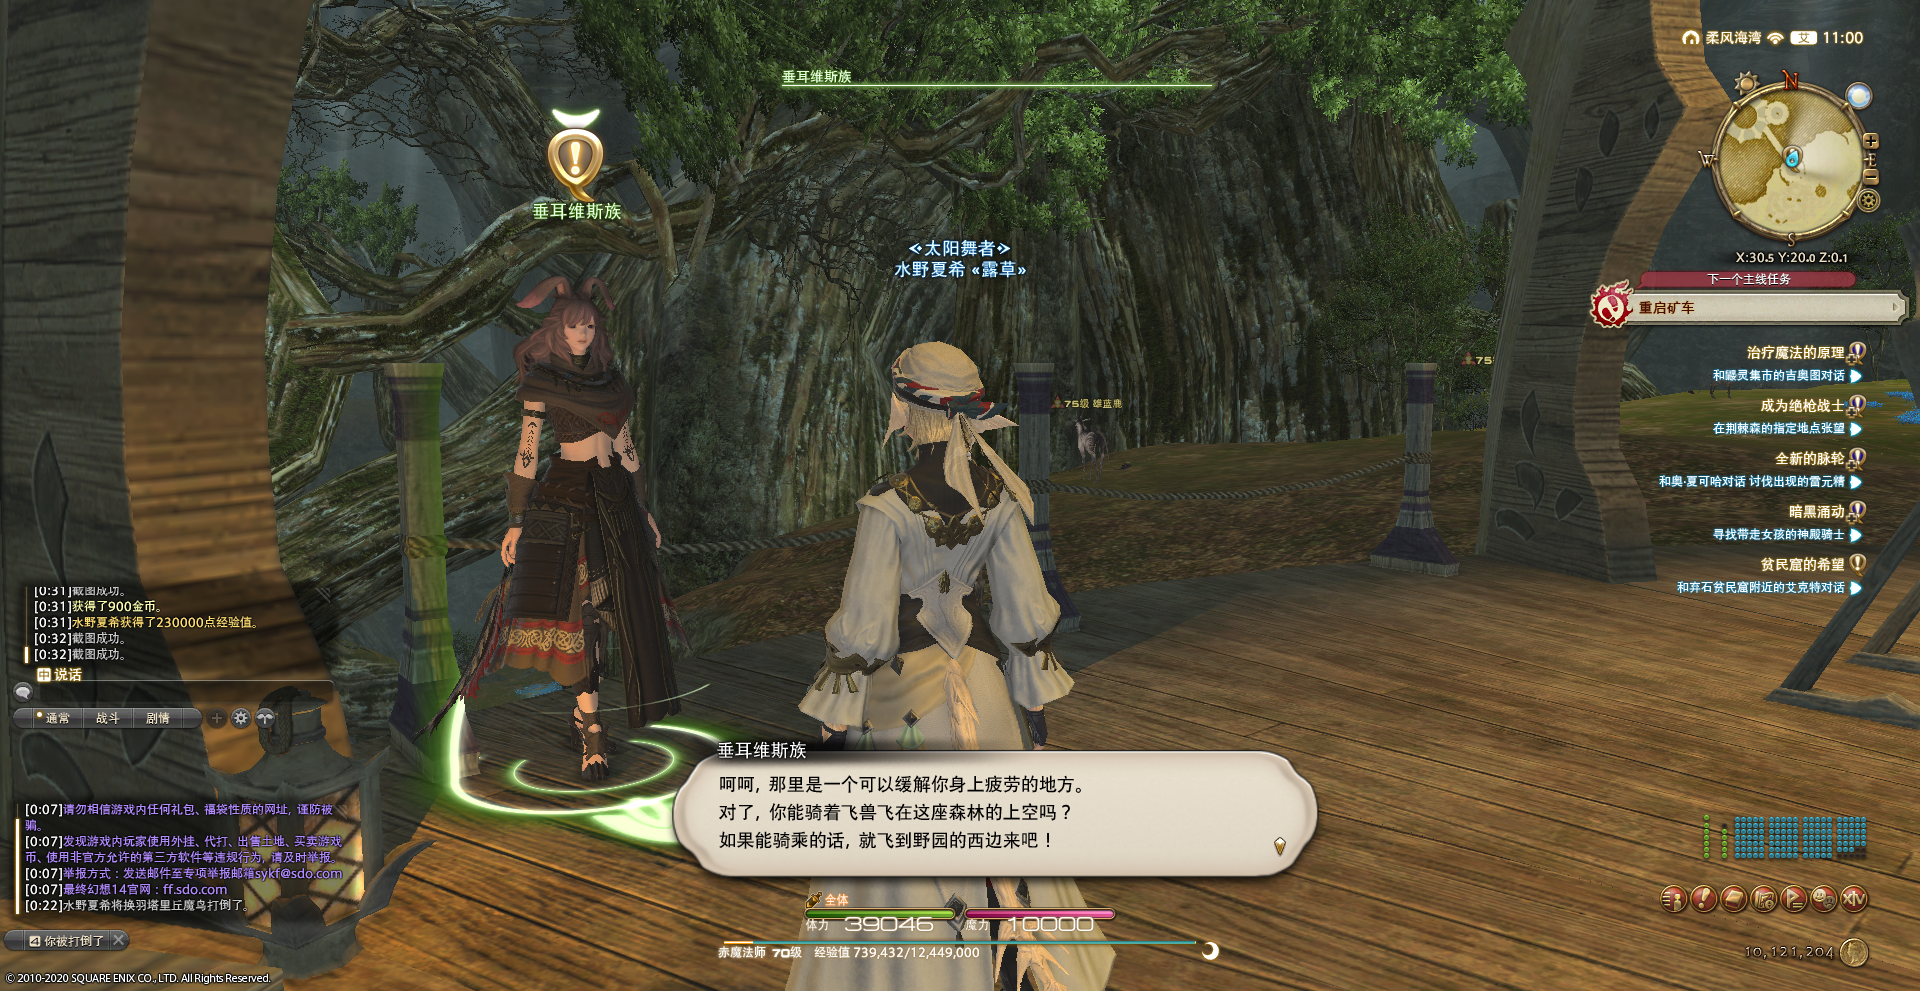 柔风海湾 艾 11:00
垂耳维斯族
垂耳维斯族
太阳舞者
水野夏希 «露草»
N
W
E
S
X:30.5 Y:20.0 Z:0.1
下一个主线任务
重启矿车
治疗魔法的原理
和鼹灵集市的吉奥图对话
成为绝枪战士
在荆棘森的指定地点张望
全新的脉轮
和奥·夏可哈对话 讨伐出现的雷元精
暗黑涌动
寻找带走女孩的神殿骑士
贫民窟的希望
和弃石贫民窟附近的艾克特对话
75
75级 雄蓝鹿
[0:31]截图成功。
[0:31]获得了900金币。
[0:31]水野夏希获得了230000点经验值。
[0:32]截图成功。
[0:32]截图成功。
说话
通常 战斗 剧情
垂耳维斯族
呵呵，那里是一个可以缓解你身上疲劳的地方。
对了，你能骑着飞兽飞在这座森林的上空吗？
如果能骑乘的话，就飞到野园的西边来吧！
[0:07]请勿相信游戏内任何礼包、福袋性质的网址，谨防被
骗。
[0:07]发现游戏内玩家使用外挂、代打、出售土地、买卖游戏
币、使用非官方允许的第三方软件等违规行为，请及时举报。
[0:07]举报方式：发送邮件至专项举报邮箱sykf@sdo.com
[0:07]最终幻想14官网：ff.sdo.com
[0:22]水野夏希将换羽塔里丘魔鸟打倒了。
4 你被打倒了
全体
体力 39046 魔力 10000
赤魔法师 70级 经验值 739,432/12,449,000
XIV
10,121,204
© 2010-2020 SQUARE ENIX CO., LTD. All Rights Reserved.